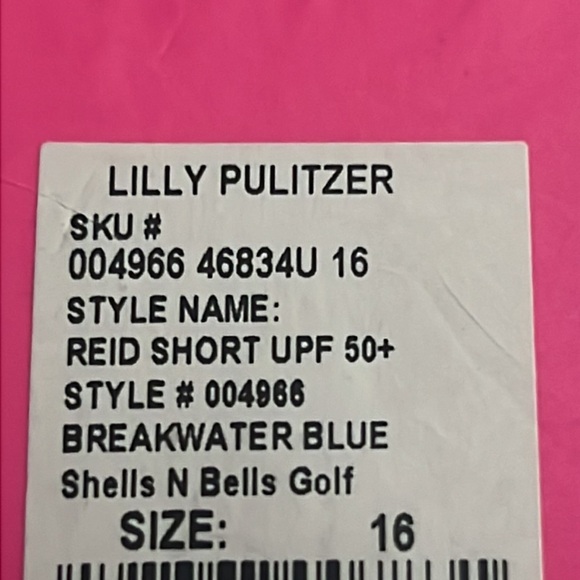 LILLY PULITZER
SKU #
004966 46834U 16
STYLE NAME:
REID SHORT UPF 50+
STYLE # 004966
BREAKWATER BLUE
Shells N Bells Golf
SIZE: 16